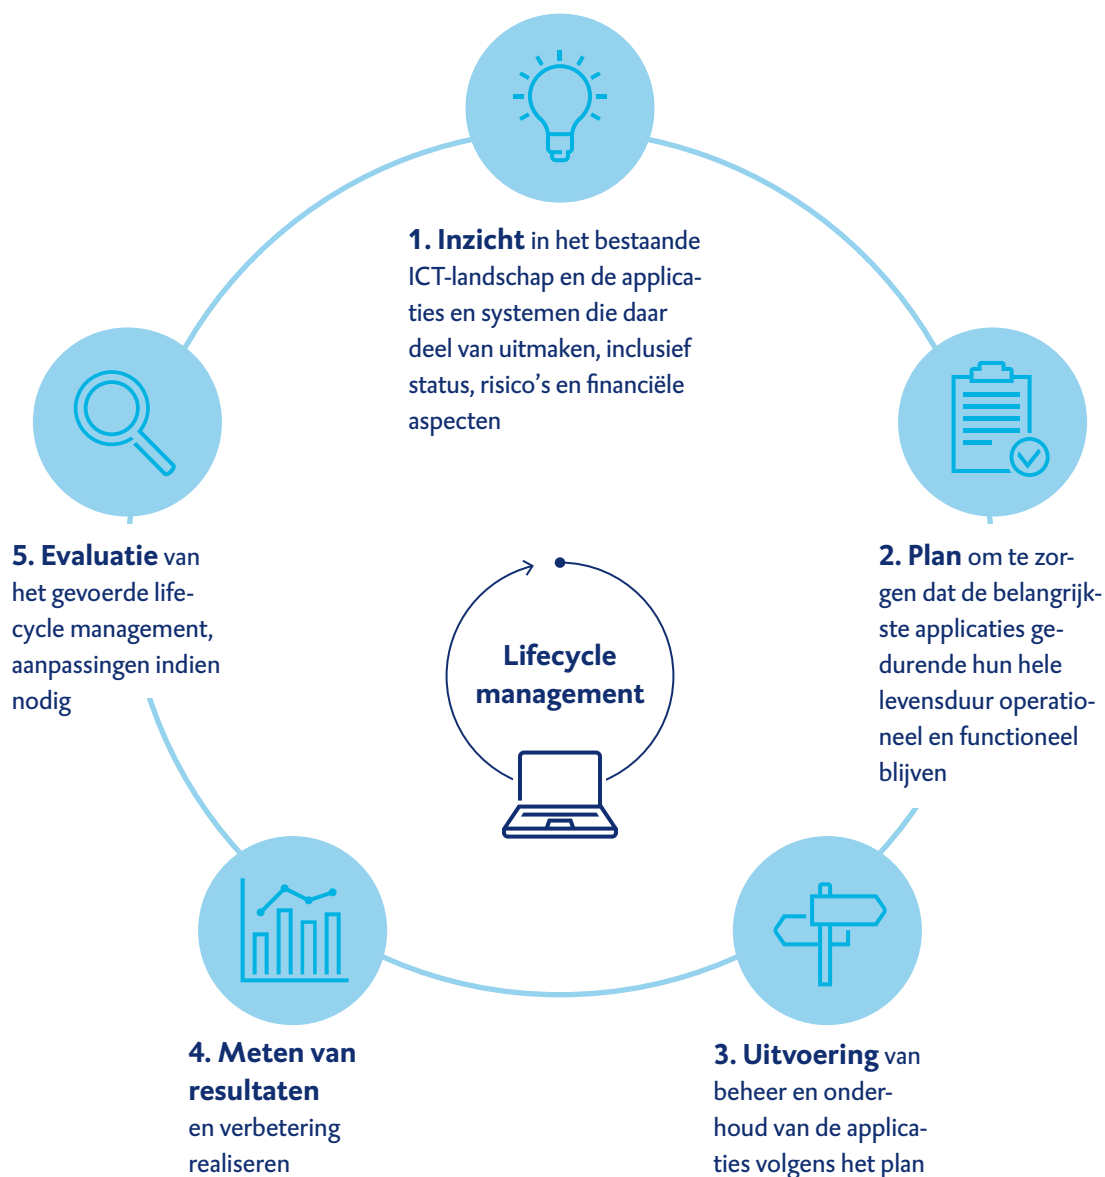 1. Inzicht in het bestaande
ICT-landschap en de applica-
ties en systemen die daar
deel van uitmaken, inclusief
status, risico’s en financiële
aspecten
2. Plan om te zor-
gen dat de belangrijk-
ste applicaties ge-
durende hun hele
levensduur operatio-
neel en functioneel
blijven
3. Uitvoering van
beheer en onder-
houd van de applica-
ties volgens het plan
4. Meten van
resultaten
en verbetering
realiseren
5. Evaluatie van
het gevoerde life-
cycle management,
aanpassingen indien
nodig
Lifecycle
management